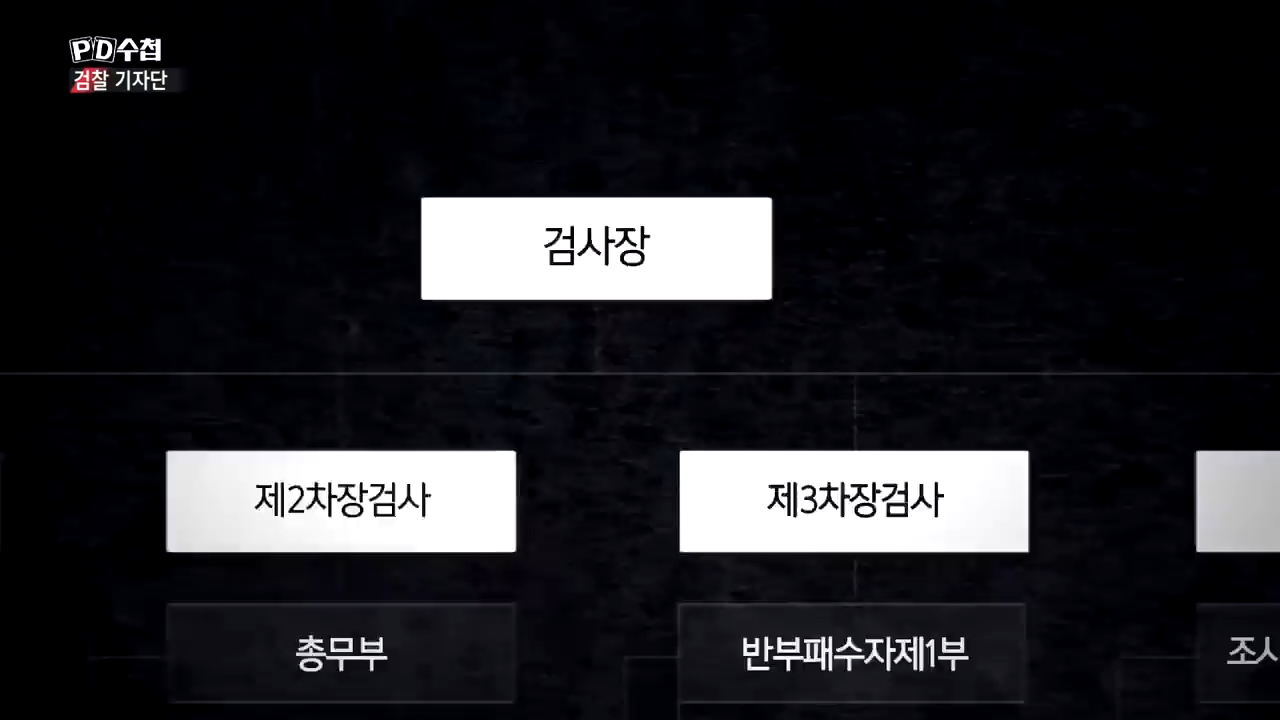 PD수첩
검찰 기자단
검사장
제2차장검사
제3차장검사
총무부
반부패수자제1부
조사